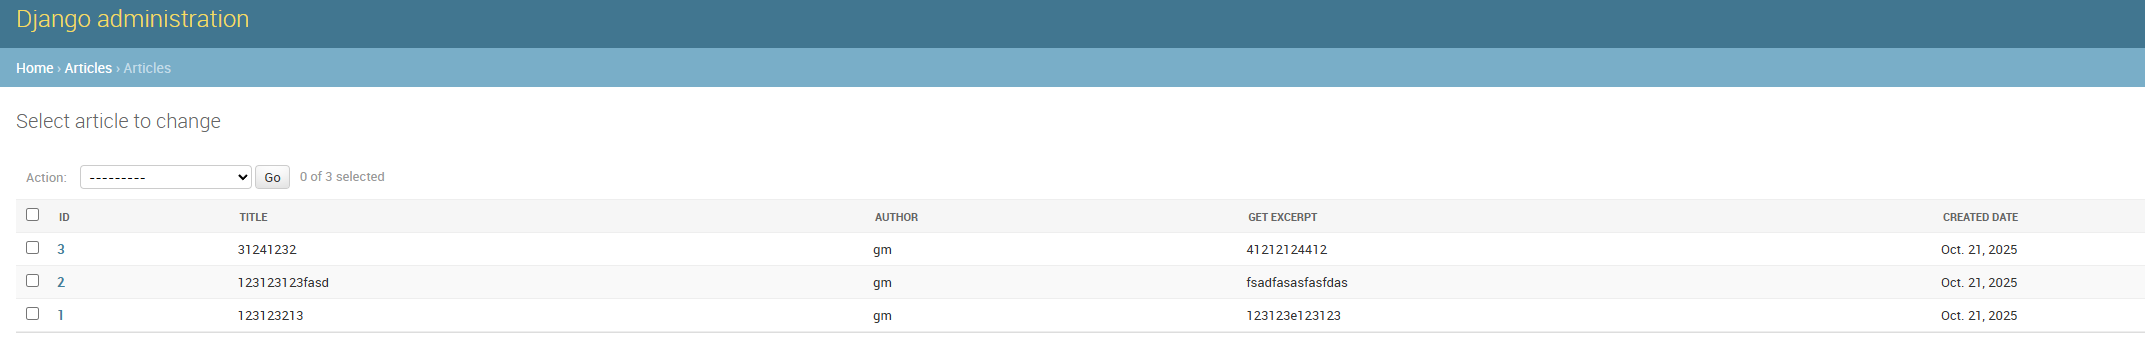 Django administration
Home › Articles › Articles
Select article to change
Action: --------- Go 0 of 3 selected
ID TITLE AUTHOR GET EXCERPT CREATED DATE
3 31241232 gm 41212124412 Oct. 21, 2025
2 123123123fasd gm fsadfasasfasfdas Oct. 21, 2025
1 123123213 gm 123123e123123 Oct. 21, 2025